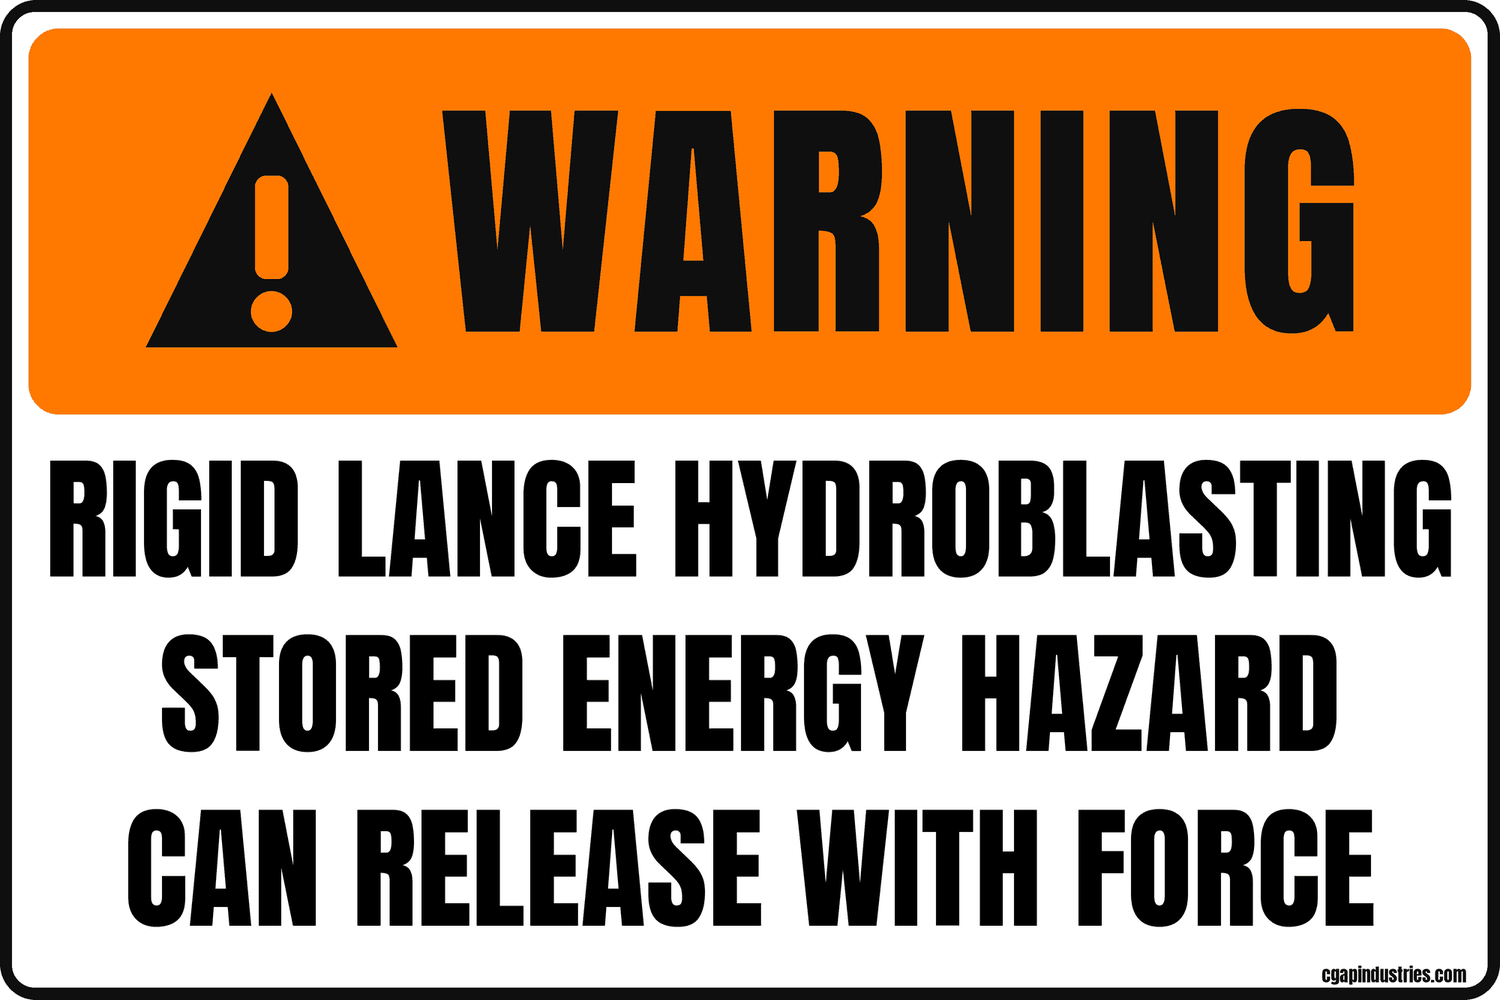 WARNING
RIGID LANCE HYDROBLASTING
STORED ENERGY HAZARD
CAN RELEASE WITH FORCE
cgapindustries.com